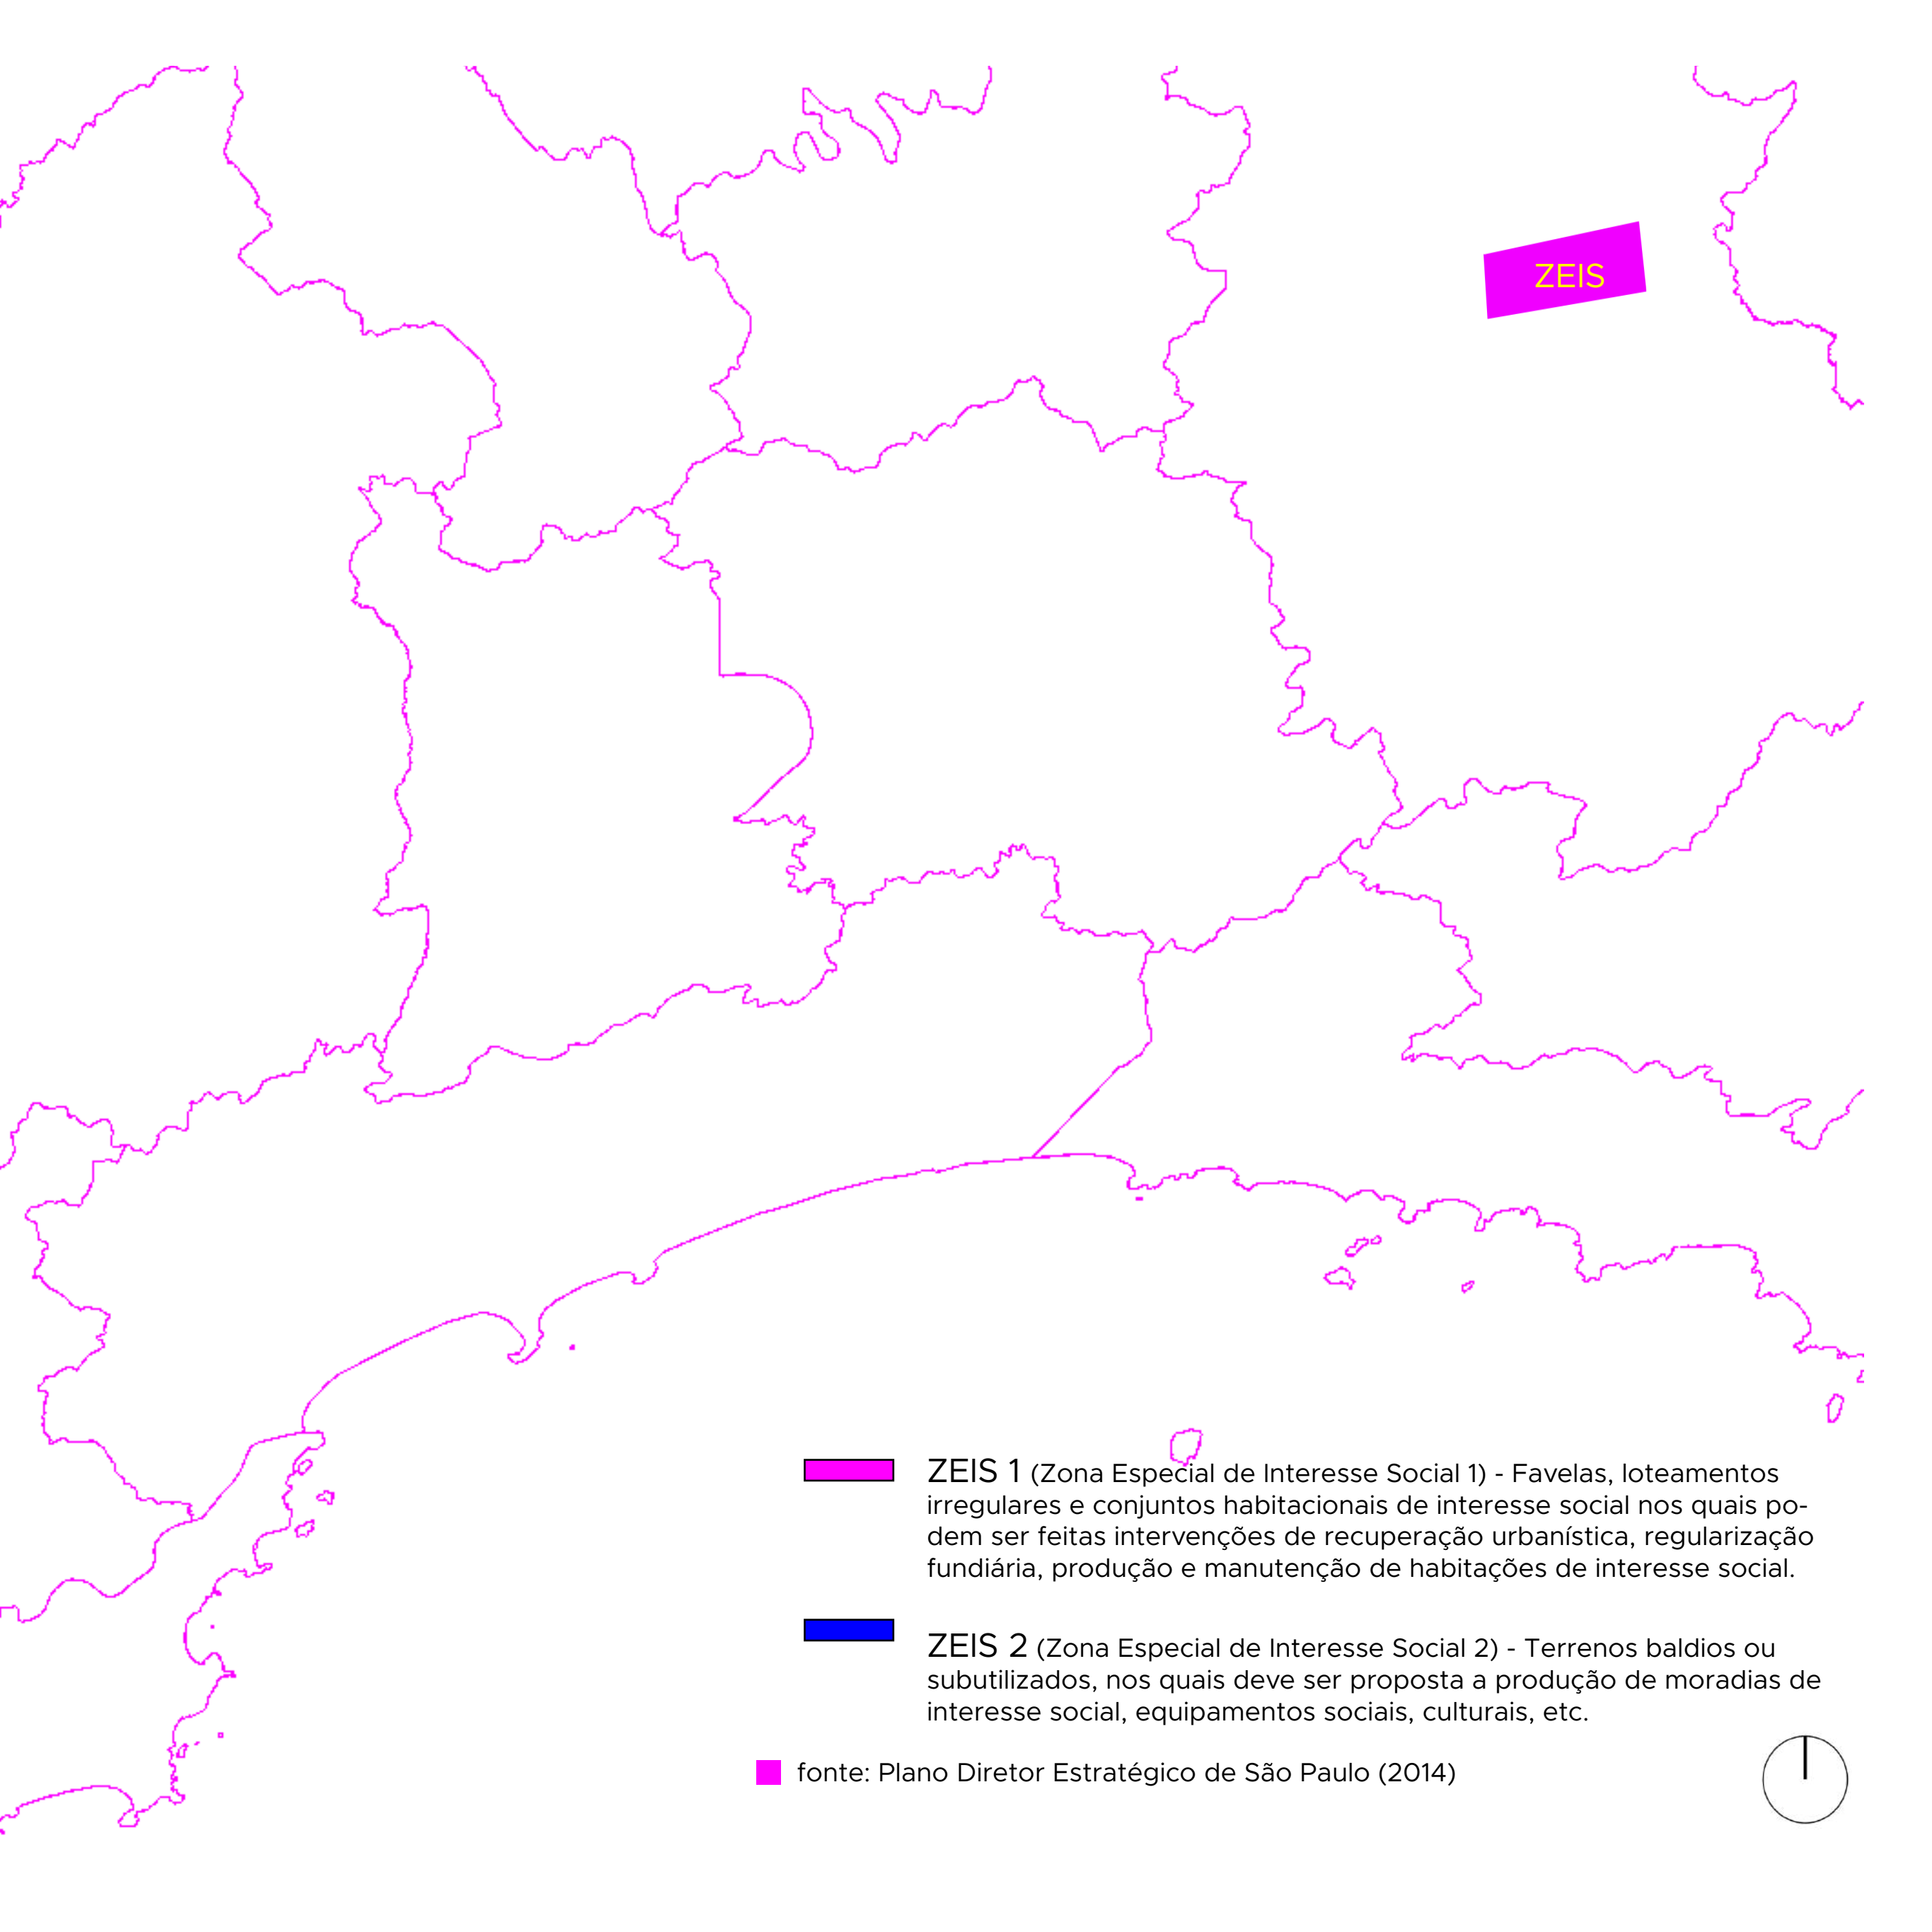 ZEIS
ZEIS 1 (Zona Especial de Interesse Social 1) - Favelas, loteamentos
irregulares e conjuntos habitacionais de interesse social nos quais po-
dem ser feitas intervenções de recuperação urbanística, regularização
fundiária, produção e manutenção de habitações de interesse social.
ZEIS 2 (Zona Especial de Interesse Social 2) - Terrenos baldios ou
subutilizados, nos quais deve ser proposta a produção de moradias de
interesse social, equipamentos sociais, culturais, etc.
fonte: Plano Diretor Estratégico de São Paulo (2014)